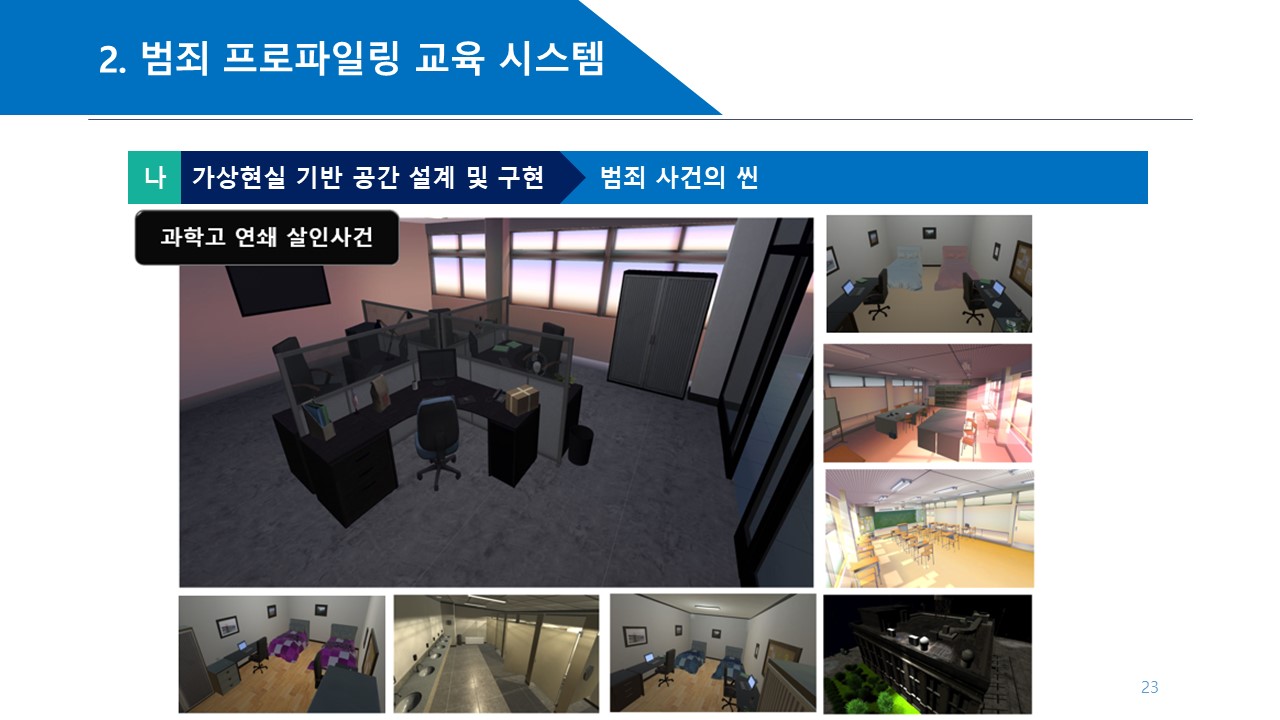 2. 범죄 프로파일링 교육 시스템
나 가상현실 기반 공간 설계 및 구현 범죄 사건의 씬
과학고 연쇄 살인사건
23